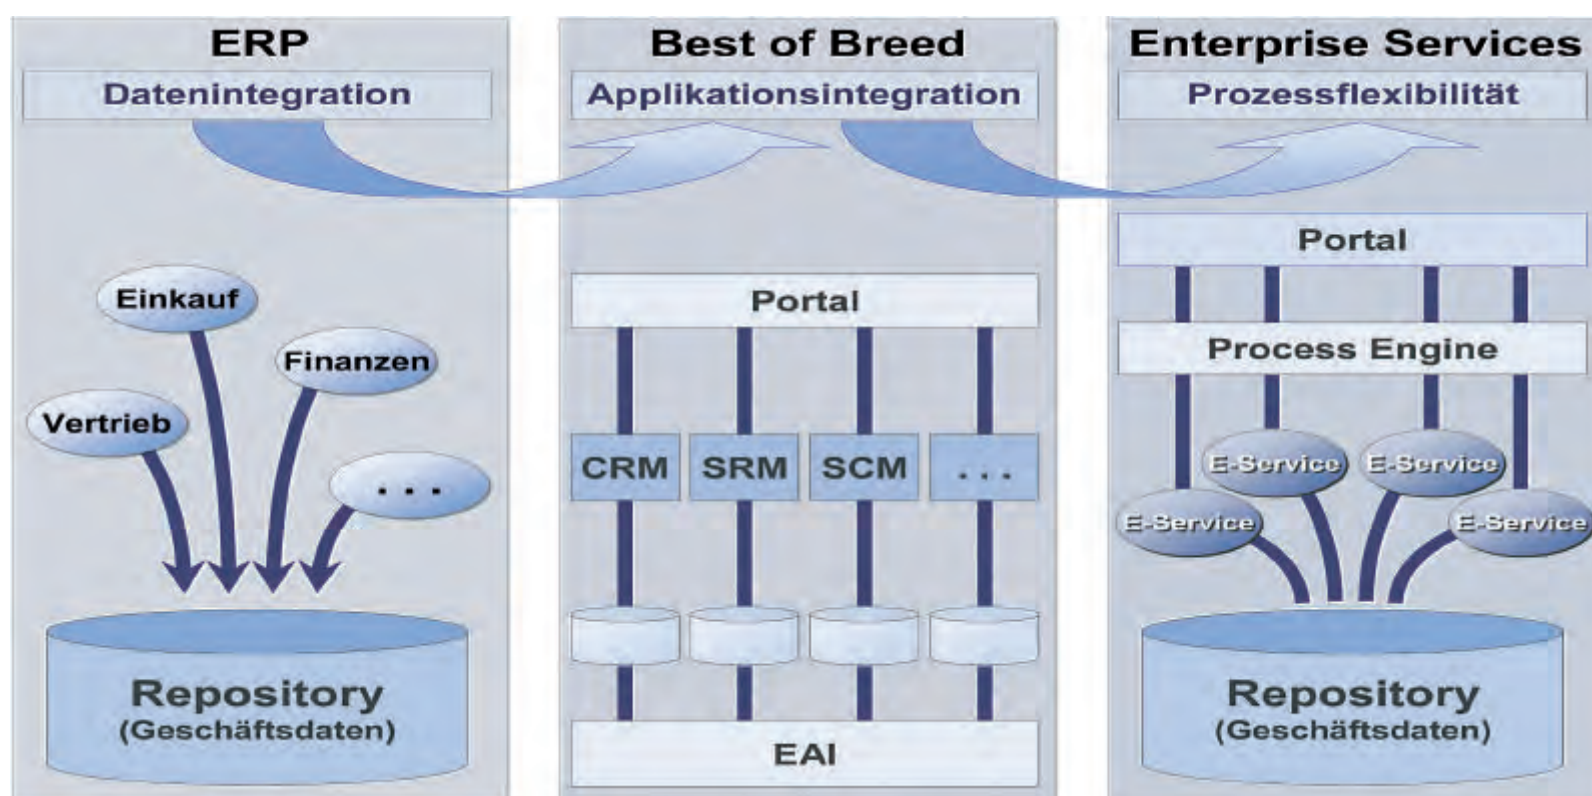 ERP
Datenintegration
Einkauf
Finanzen
Vertrieb
. . .
Repository
(Geschäftsdaten)
Best of Breed
Applikationsintegration
Portal
CRM
SRM
SCM
. . .
EAI
Enterprise Services
Prozessflexibilität
Portal
Process Engine
E-Service
E-Service
E-Service
E-Service
Repository
(Geschäftsdaten)